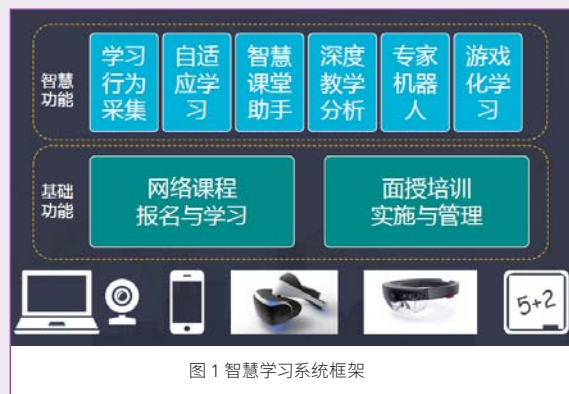 智慧
功能
学习
行为
采集
自适
应学
习
智慧
课堂
助手
深度
教学
分析
专家
机器
人
游戏
化学
习
基础
功能
网络课程
报名与学习
面授培训
实施与管理
5+2
图 1 智慧学习系统框架